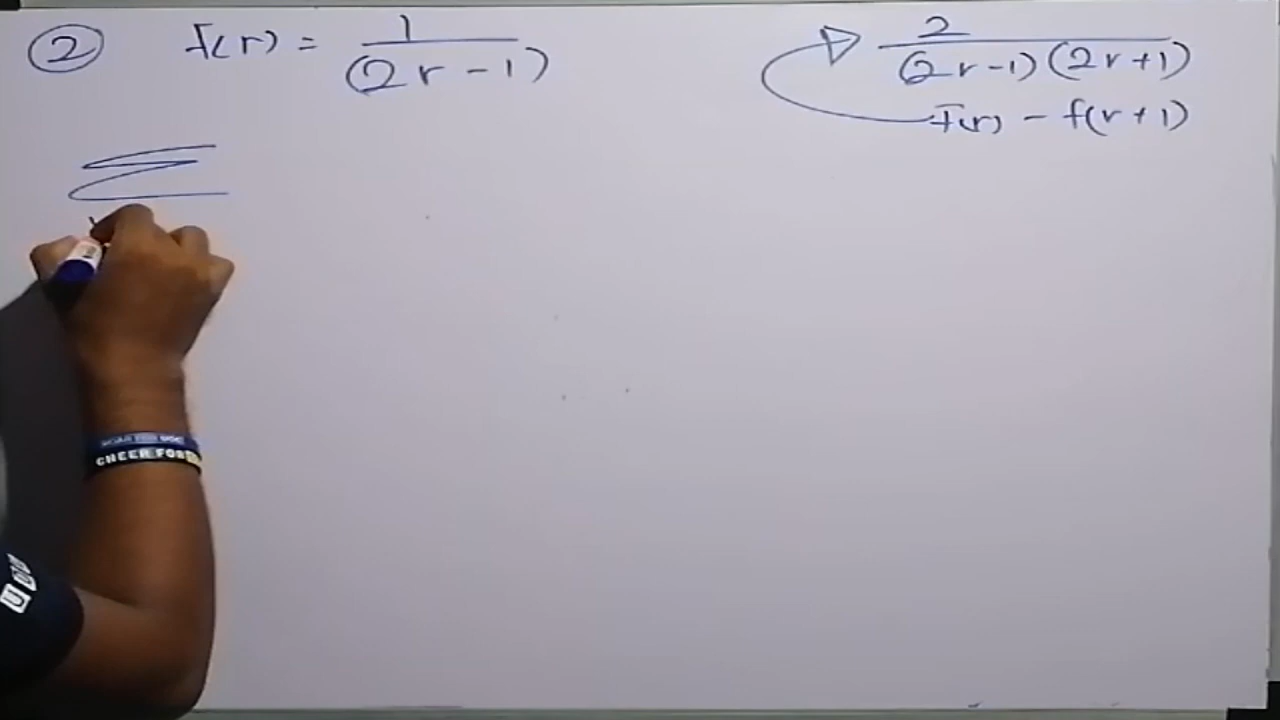 ② f(r) = 1/(2r-1)
2/(2r-1)(2r+1)
f(r) - f(r+1)
Σ
CHEER FOR
U